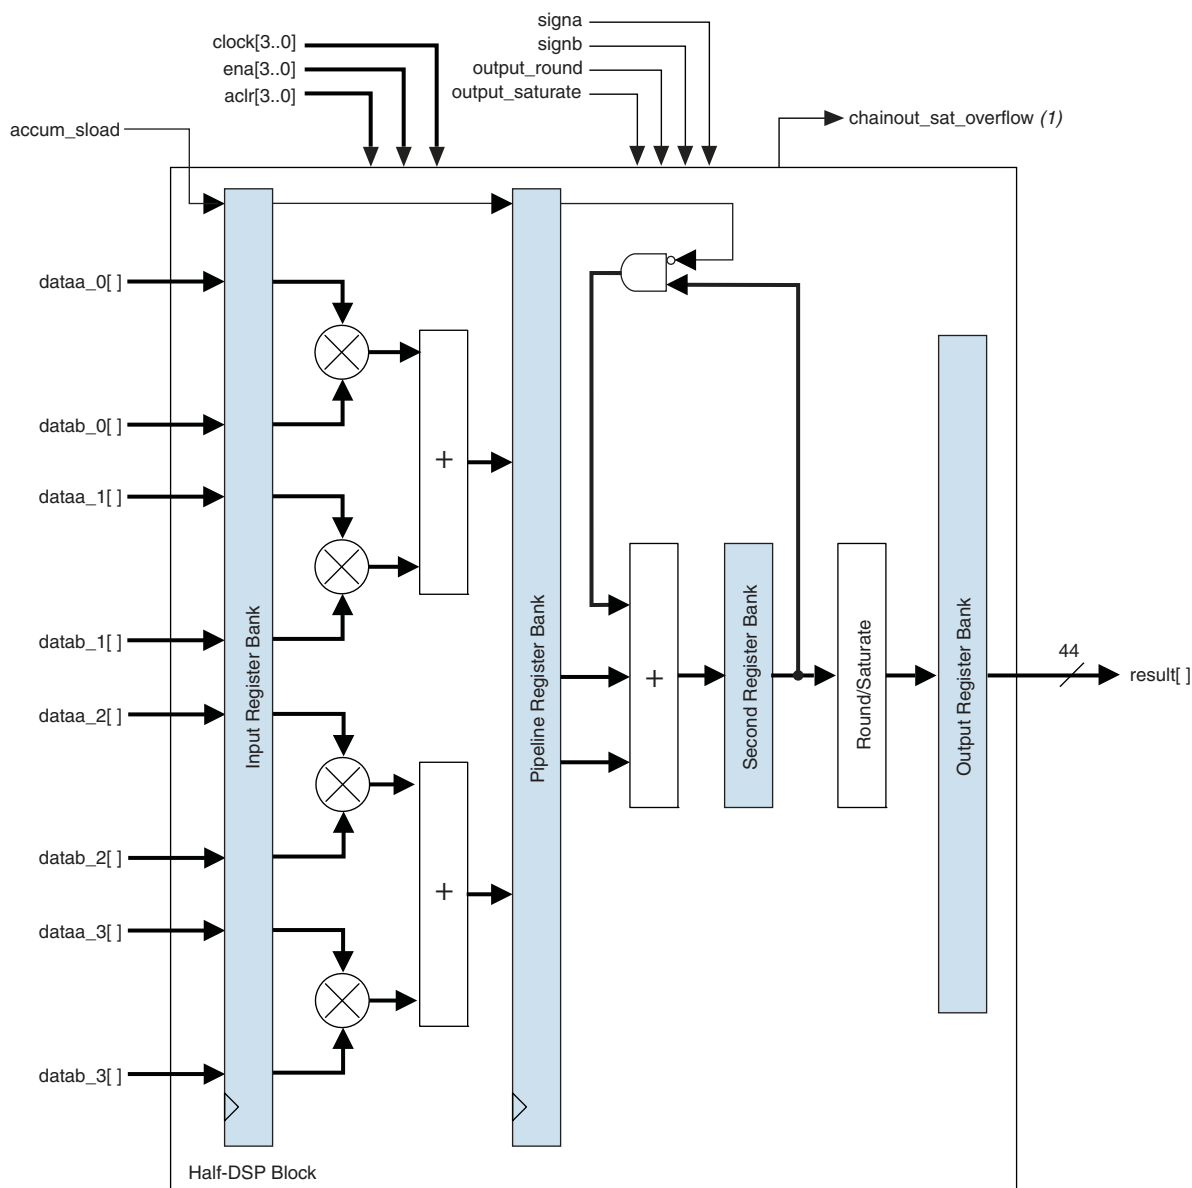 signa
clock[3..0]
signb
ena[3..0]
output_round
aclr[3..0]
output_saturate
chainout_sat_overflow (1)
accum_sload
dataa_0[ ]
datab_0[ ]
+
dataa_1[ ]
datab_1[ ]
Input Register Bank
Pipeline Register Bank
+
Second Register Bank
Round/Saturate
Output Register Bank
44
result[ ]
dataa_2[ ]
datab_2[ ]
+
dataa_3[ ]
datab_3[ ]
Half-DSP Block